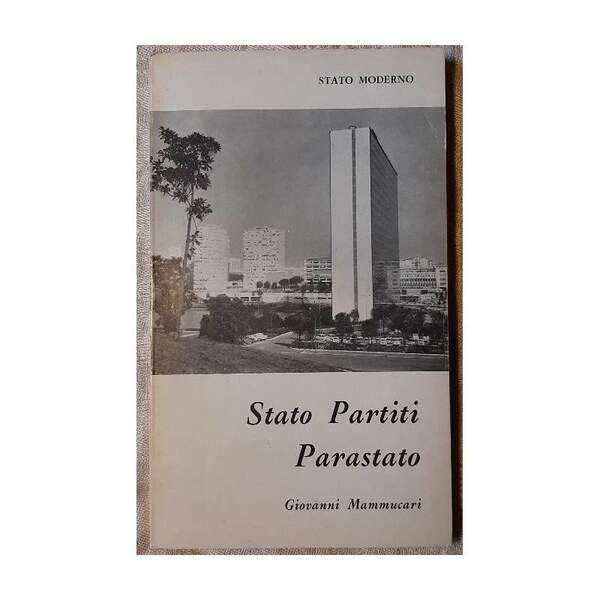 STATO MODERNO
Stato Partiti
Parastato
Giovanni Mammucari